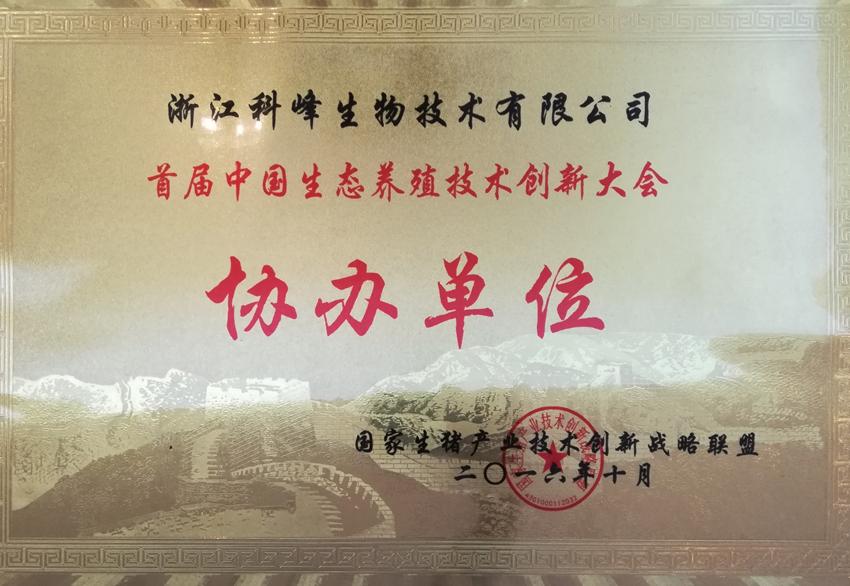 浙江科峰生物技术有限公司
首届中国生态养殖技术创新大会
协办单位
国家生猪产业技术创新战略联盟
二〇一六年十月